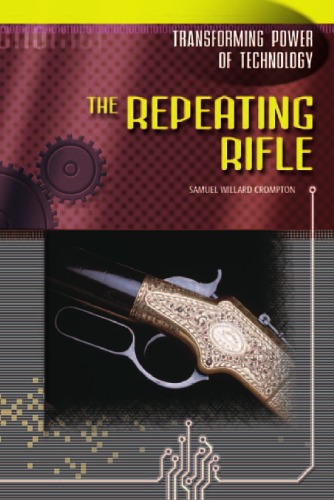 TRANSFORMING POWER
OF TECHNOLOGY
THE REPEATING
RIFLE
SAMUEL WILLARD CROMPTON